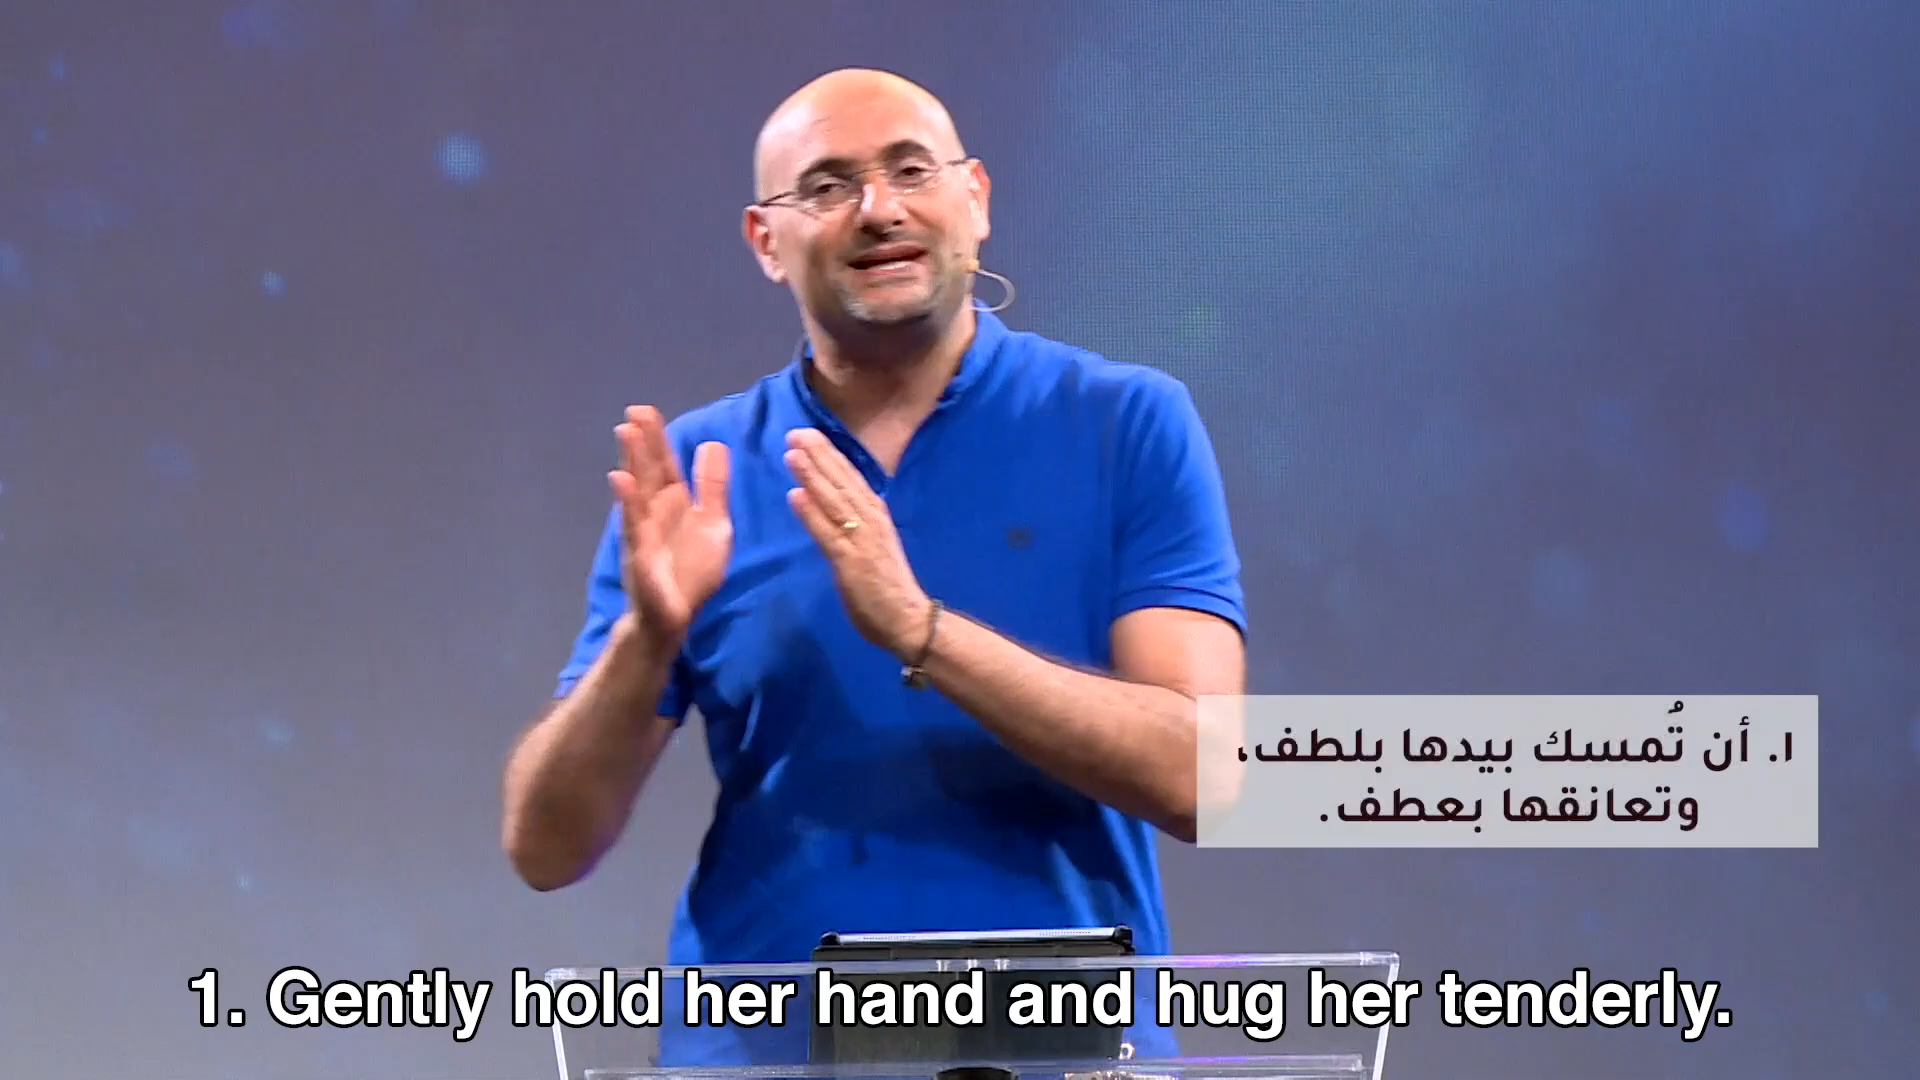 ١. أن تُمسك بيدها بلطف،
وتعانقها بعطف.
1. Gently hold her hand and hug her tenderly.